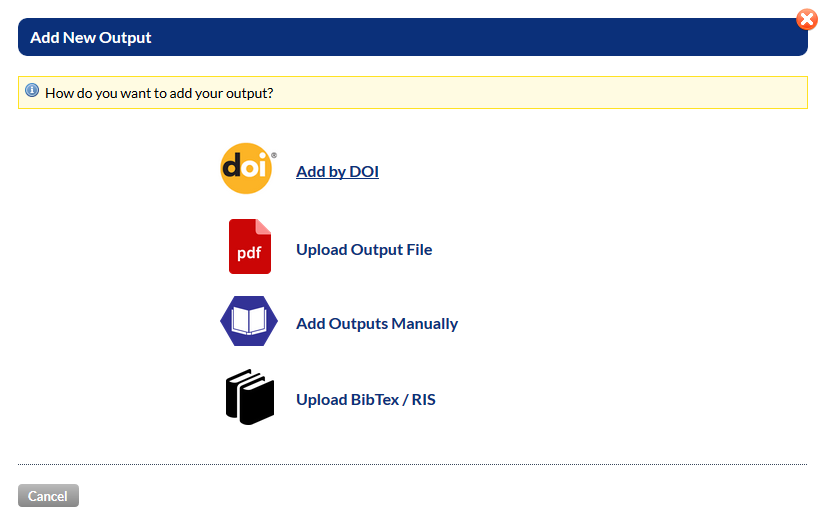 Add New Output
How do you want to add your output?
doi®
Add by DOI
pdf
Upload Output File
Add Outputs Manually
Upload BibTex / RIS
Cancel